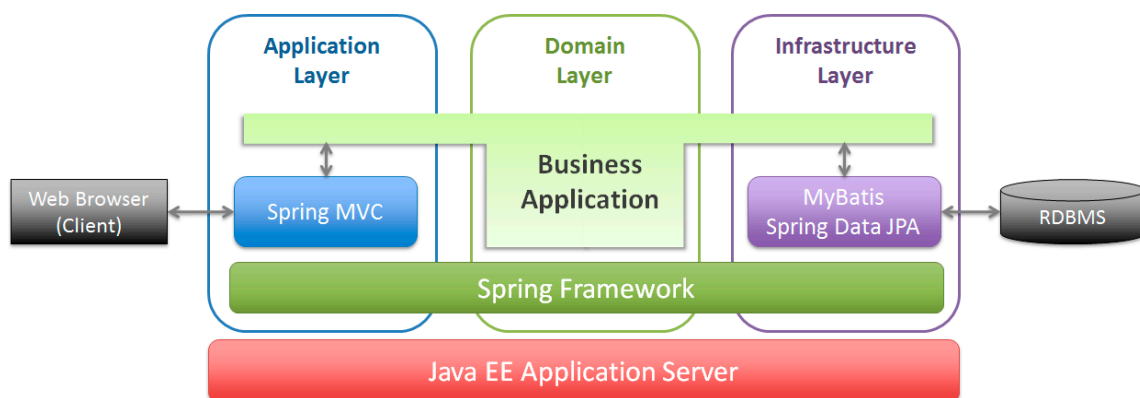 Application
Layer
Domain
Layer
Infrastructure
Layer
Business
Application
Web Browser
(Client)
Spring MVC
MyBatis
Spring Data JPA
RDBMS
Spring Framework
Java EE Application Server